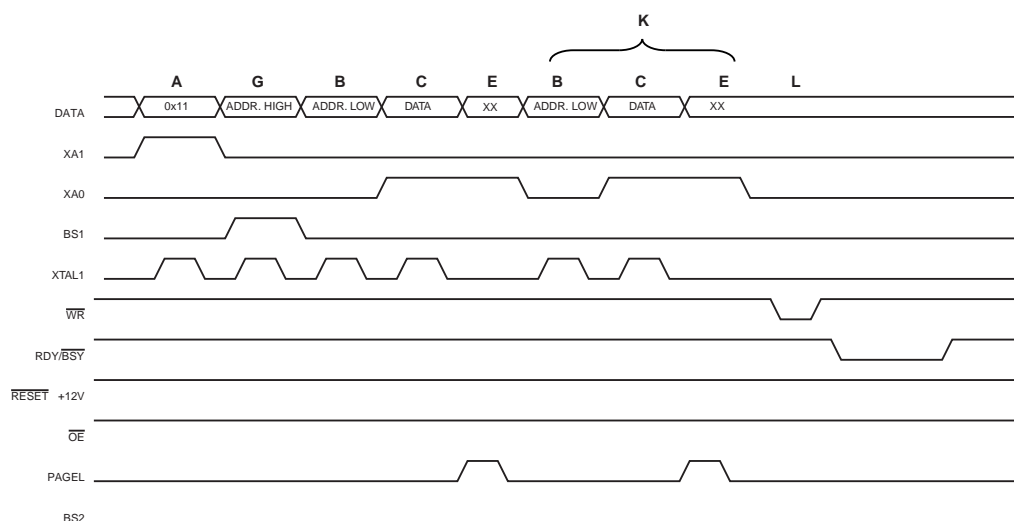 K
A G B C E B C E L
DATA 0x11 ADDR. HIGH ADDR. LOW DATA XX ADDR. LOW DATA XX
XA1
XA0
BS1
XTAL1
WR
RDY/BSY
RESET +12V
OE
PAGEL
BS2